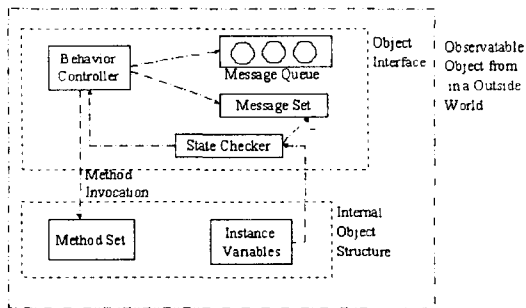 Behavior
Controller
Message Queue
Message Set
State Checker
Object
Interface
Observatable
Object from
in a Outside
World
Method
Invocation
Method Set
Instance
Variables
Internal
Object
Structure